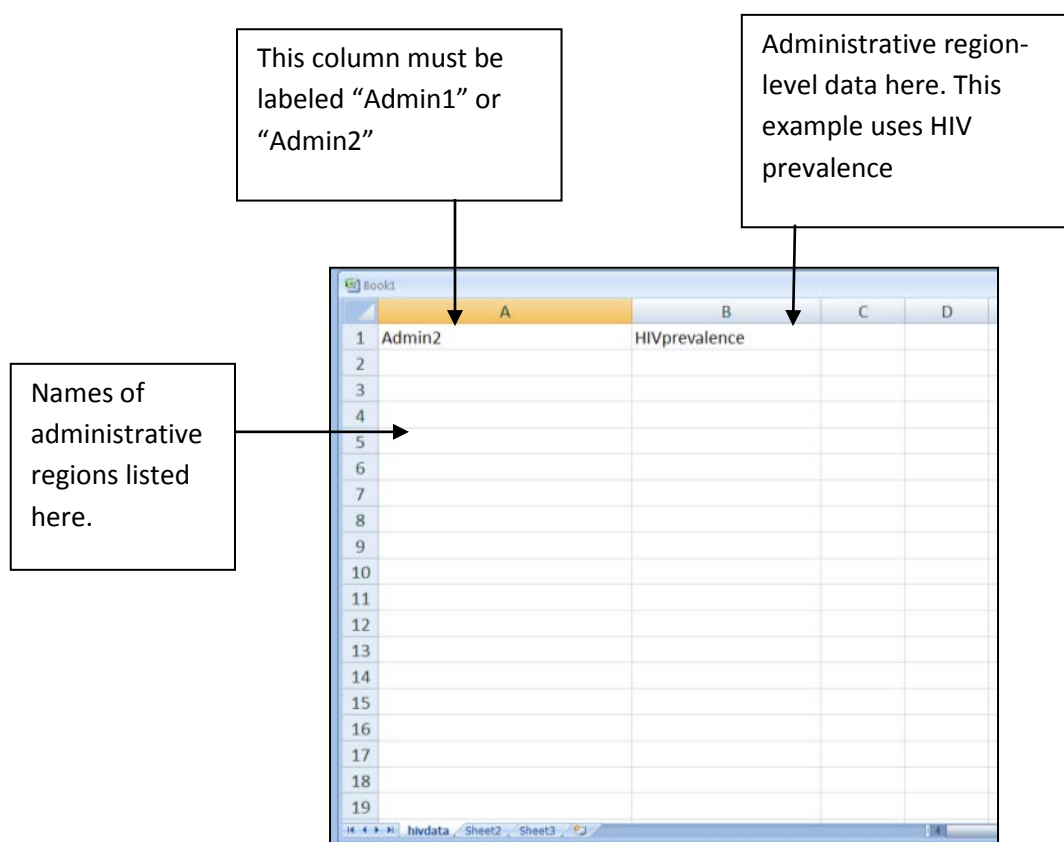 This column must be
labeled “Admin1” or
“Admin2”
Administrative region-
level data here. This
example uses HIV
prevalence
Names of
administrative
regions listed
here.
Book1
A B C D
1 Admin2 HIVprevalence
2
3
4
5
6
7
8
9
10
11
12
13
14
15
16
17
18
19
hivdata Sheet2 Sheet3